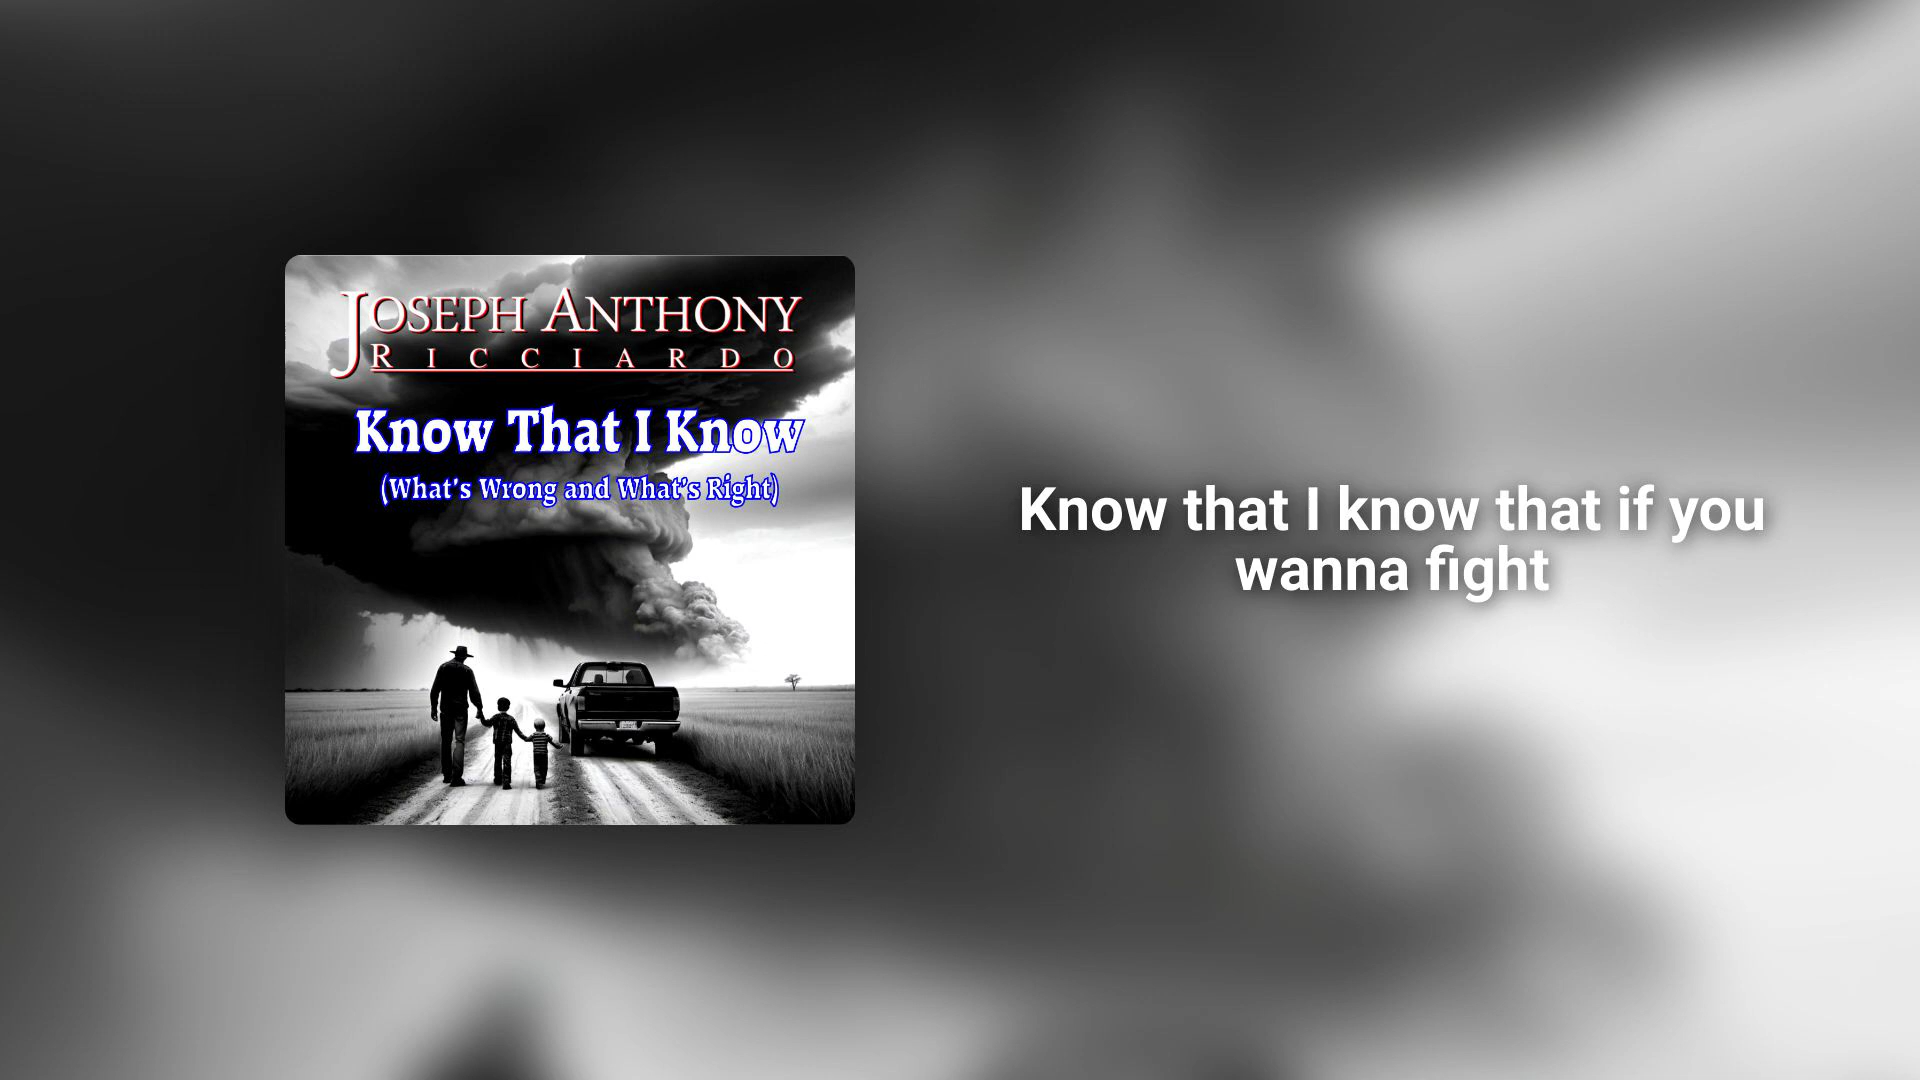 JOSEPH ANTHONY
RICCIARDO
Know That I Know
(What's Wrong and What's Right)
Know that I know that if you
wanna fight